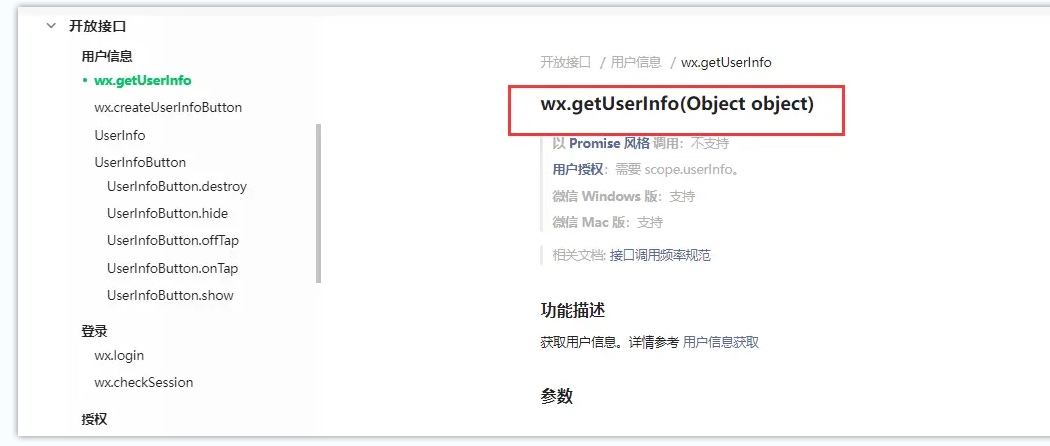 开放接口
用户信息
wx.getUserInfo
wx.createUserInfoButton
UserInfo
UserInfoButton
UserInfoButton.destroy
UserInfoButton.hide
UserInfoButton.offTap
UserInfoButton.onTap
UserInfoButton.show
登录
wx.login
wx.checkSession
授权
开放接口 / 用户信息 / wx.getUserInfo
wx.getUserInfo(Object object)
以 Promise 风格 调用：不支持
用户授权：需要 scope.userInfo。
微信 Windows 版：支持
微信 Mac 版：支持
相关文档: 接口调用频率规范
功能描述
获取用户信息。详情参考 用户信息获取
参数